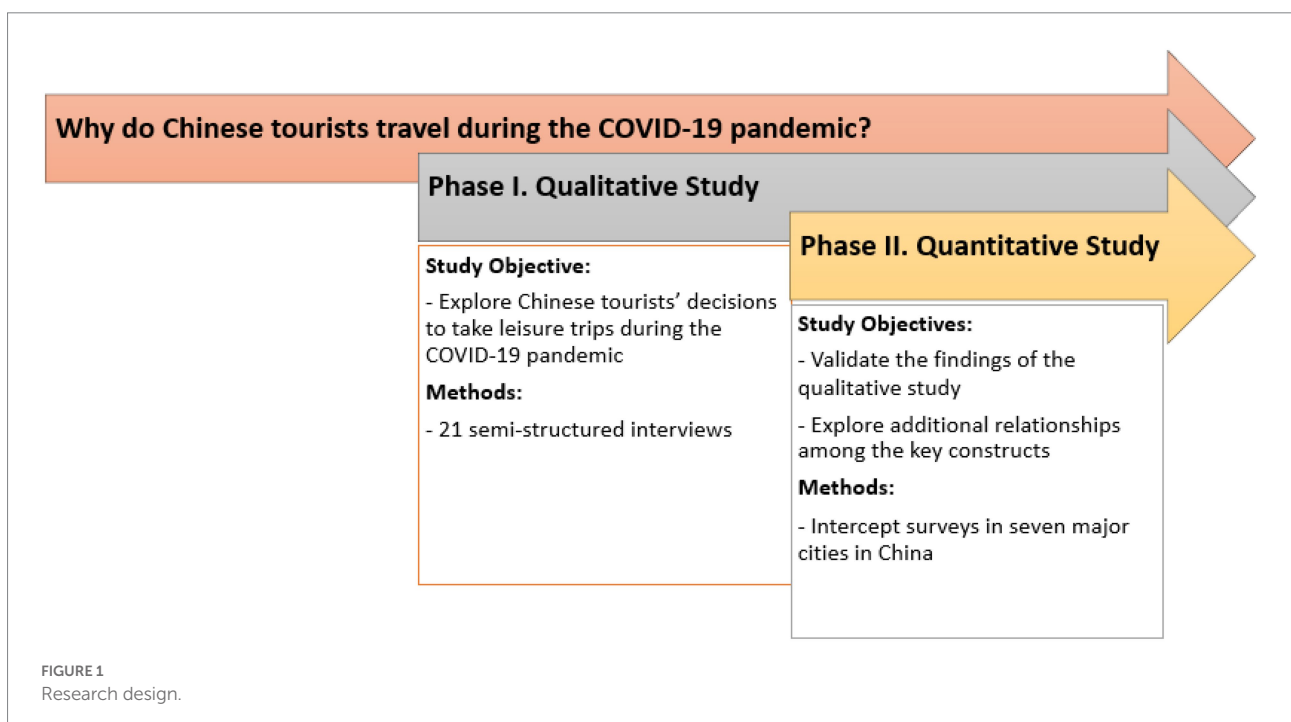 Why do Chinese tourists travel during the COVID-19 pandemic?
Phase I. Qualitative Study
Study Objective:
- Explore Chinese tourists’ decisions
to take leisure trips during the
COVID-19 pandemic
Methods:
- 21 semi-structured interviews
Phase II. Quantitative Study
Study Objectives:
- Validate the findings of the
qualitative study
- Explore additional relationships
among the key constructs
Methods:
- Intercept surveys in seven major
cities in China
FIGURE 1
Research design.